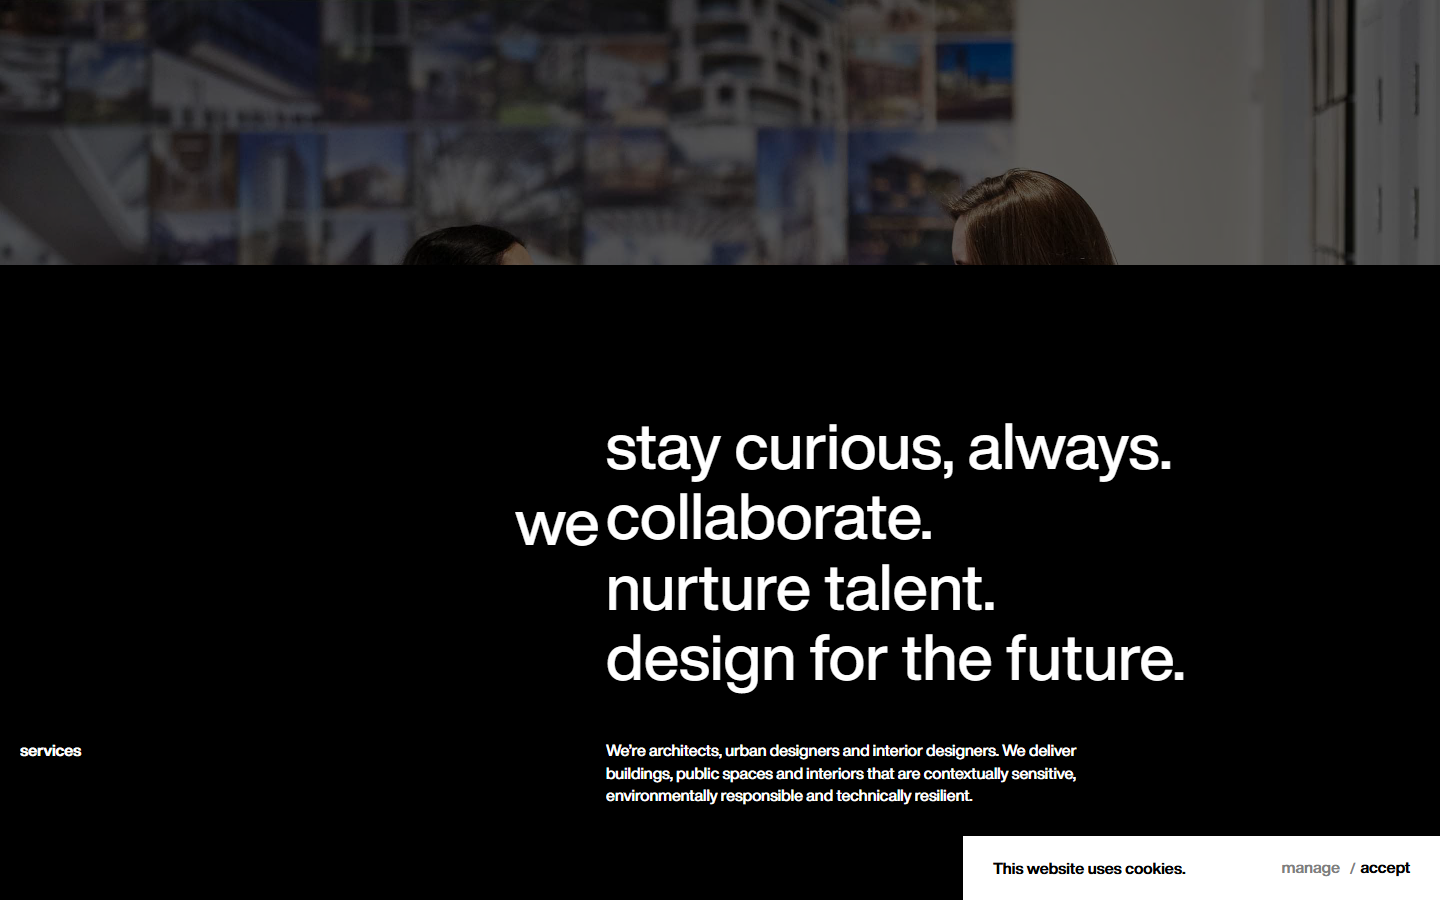 stay curious, always.
we collaborate.
nurture talent.
design for the future.
services
We're architects, urban designers and interior designers. We deliver
buildings, public spaces and interiors that are contextually sensitive,
environmentally responsible and technically resilient.
This website uses cookies.
manage / accept